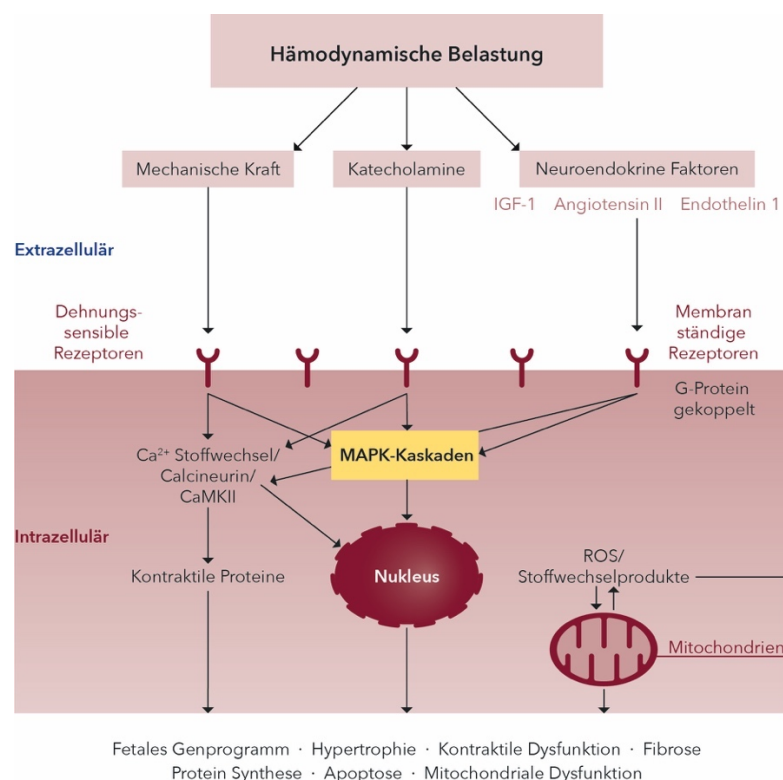 Hämodynamische Belastung
Mechanische Kraft
Katecholamine
Neuroendokrine Faktoren
IGF-1 Angiotensin II Endothelin 1
Extrazellulär
Dehnungs-
sensible
Rezeptoren
Membran
ständige
Rezeptoren
G-Protein
gekoppelt
Ca²⁺ Stoffwechsel/
Calcineurin/
CaMKII
MAPK-Kaskaden
Intrazellulär
Kontraktile Proteine
Nukleus
ROS/
Stoffwechselprodukte
Mitochondrien
Fetales Genprogramm · Hypertrophie · Kontraktile Dysfunktion · Fibrose
Protein Synthese · Apoptose · Mitochondriale Dysfunktion